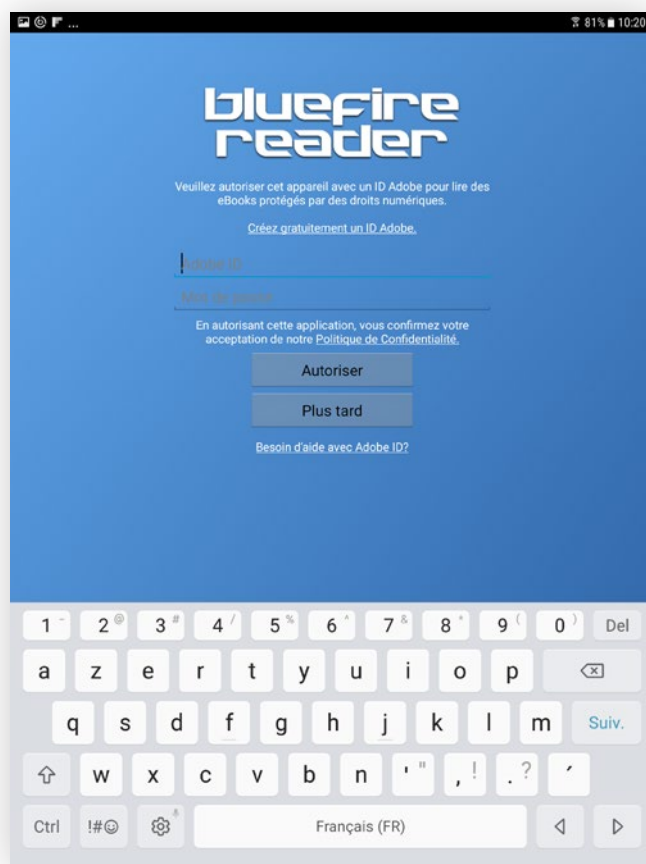 81% 10:20
bluefire
reader
Veuillez autoriser cet appareil avec un ID Adobe pour lire des
eBooks protégés par des droits numériques.
Créez gratuitement un ID Adobe.
Adobe ID
Mot de passe
En autorisant cette application, vous confirmez votre
acceptation de notre Politique de Confidentialité.
Autoriser
Plus tard
Besoin d'aide avec Adobe ID?
1 - 2 @ 3 # 4 / 5 % 6 ^ 7 & 8 * 9 ( 0 ) Del
a z e r t y u i o p
q s d f g h j k l m Suiv.
w x c v b n ' " , ! . ? ´
Ctrl !#☺ Français (FR)